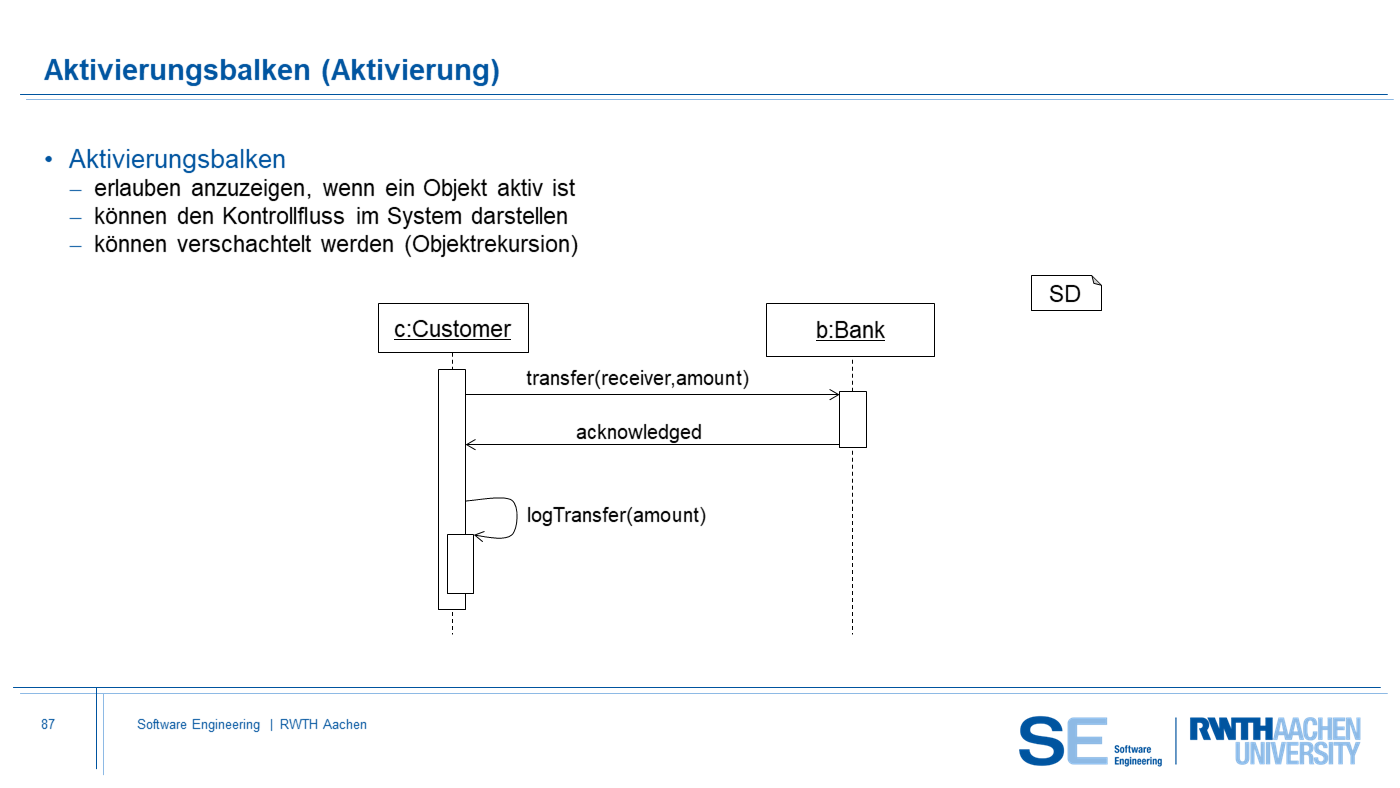 Aktivierungsbalken (Aktivierung)
• Aktivierungsbalken
– erlauben anzuzeigen, wenn ein Objekt aktiv ist
– können den Kontrollfluss im System darstellen
– können verschachtelt werden (Objektrekursion)
SD
c:Customer
b:Bank
transfer(receiver,amount)
acknowledged
logTransfer(amount)
87
Software Engineering | RWTH Aachen
SE
Software
Engineering
RWTHAACHEN
UNIVERSITY